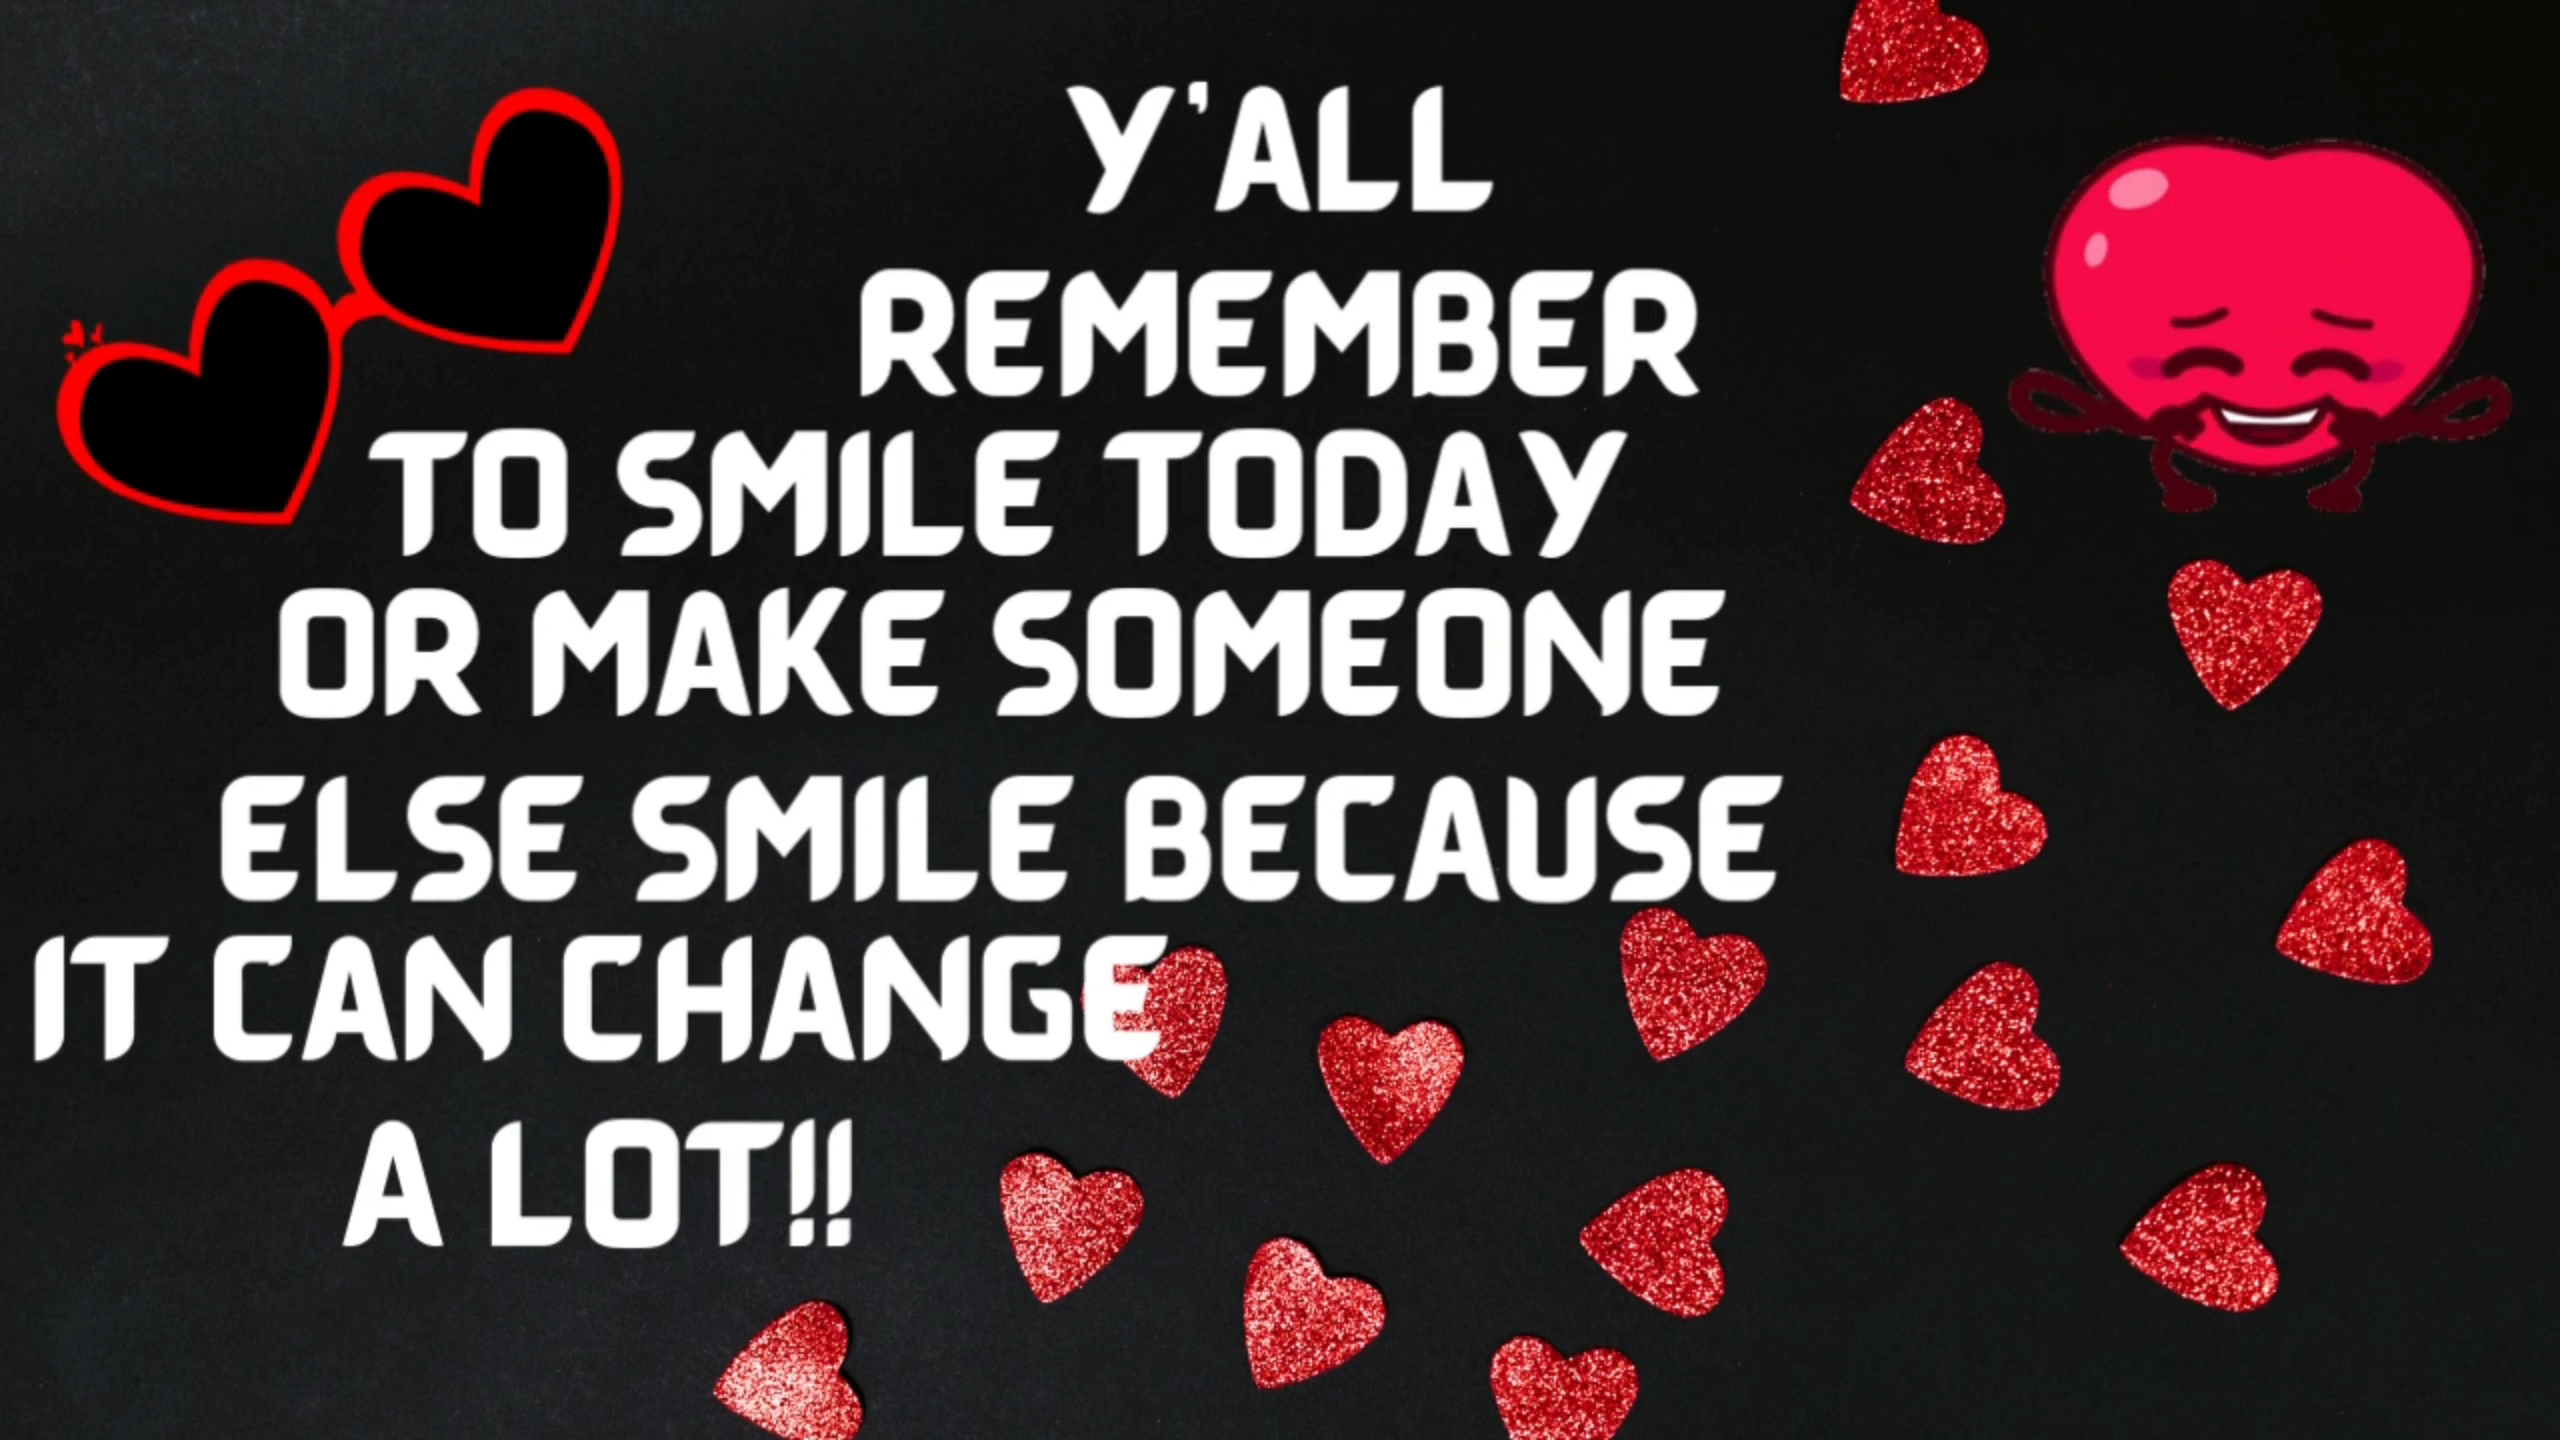 Y'ALL
REMEMBER
TO SMILE TODAY
OR MAKE SOMEONE
ELSE SMILE BECAUSE
IT CAN CHANGE
A LOT!!